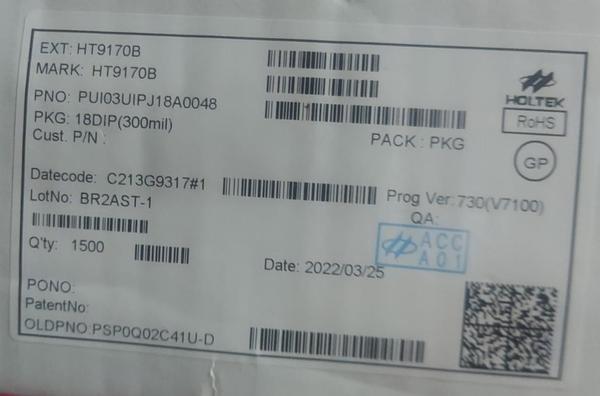 EXT: HT9170B
MARK: HT9170B
HOLTEK
PNO: PUI03UIPJ18A0048
RoHS
PKG: 18DIP(300mil)
PACK : PKG
Cust. P/N :
GP
Datecode: C213G9317#1
Prog Ver:730(V7100)
LotNo: BR2AST-1
QA:
ACC
A01
Q'ty: 1500
Date: 2022/03/25
PONO:
PatentNo:
OLDPNO:PSP0Q02C41U-D